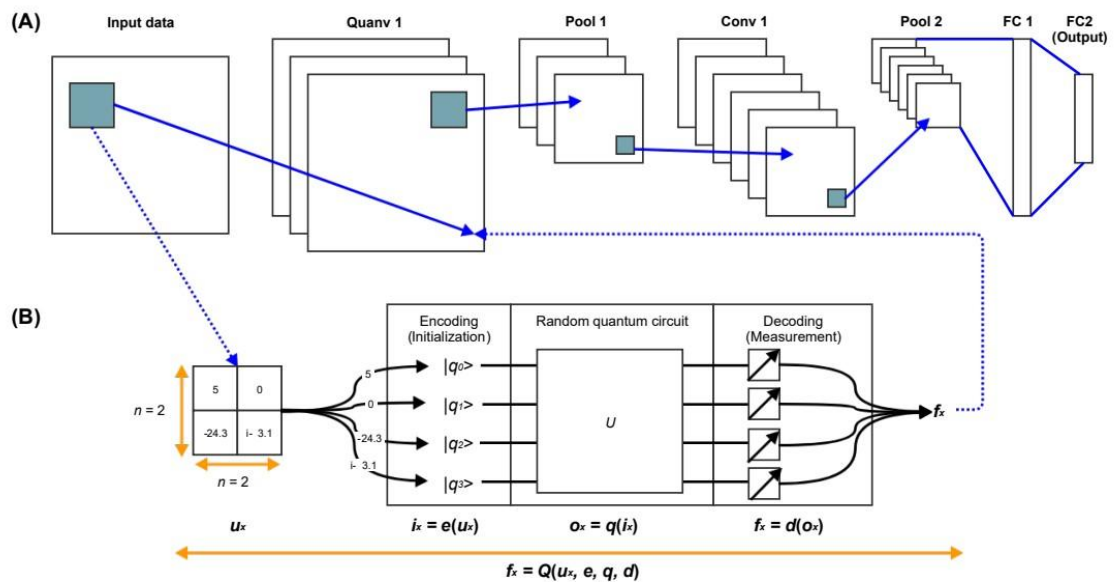 (A)
Input data
Quanv 1
Pool 1
Conv 1
Pool 2
FC 1
FC2
(Output)
(B)
Encoding
(Initialization)
Random quantum circuit
Decoding
(Measurement)
n = 2
5 0
-24.3 i- 3.1
n = 2
5
0
-24.3
i- 3.1
|q0>
|q1>
|q2>
|q3>
U
fx
ux
ix = e(ux)
ox = q(ix)
fx = d(ox)
fx = Q(ux, e, q, d)